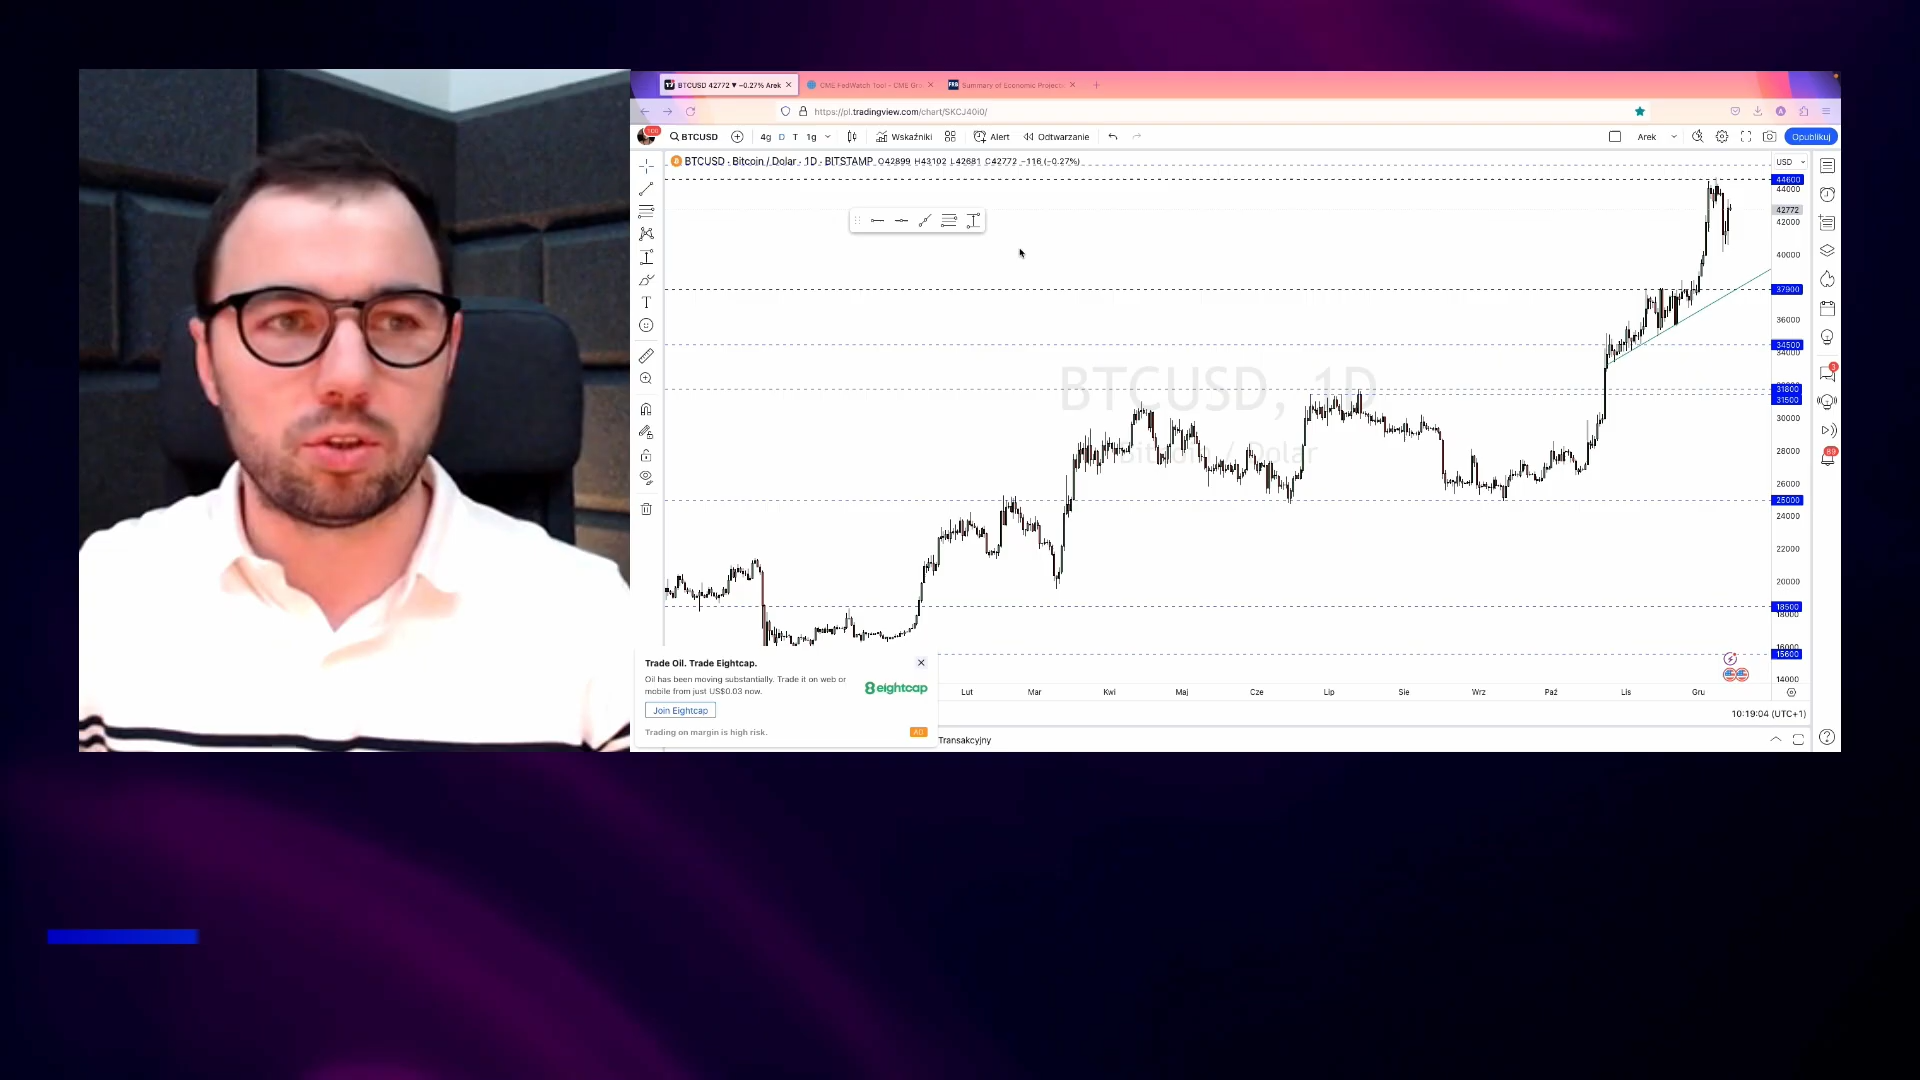 BTCUSD 42772 ▼ −0.27% Arek
CME FedWatch Tool - CME Gro
Summary of Economic Projecti
https://pl.tradingview.com/chart/SKCJ40i0/
100
BTCUSD
4g D T 1g
Wskaźniki
Alert
Odtwarzanie
Arek
Opublikuj
BTCUSD · Bitcoin / Dolar · 1D · BITSTAMP O42899 H43102 L42681 C42772 −116 (−0.27%)
USD
44600
44000
42772
42000
40000
37900
36000
34500
34000
31800
31500
30000
28000
26000
25000
24000
22000
20000
18500
15600
14000
BTCUSD, 1D
Bitcoin / Dolar
Trade Oil. Trade Eightcap.
Oil has been moving substantially. Trade it on web or
mobile from just US$0.03 now.
8eightcap
Join Eightcap
Trading on margin is high risk.
AD
Lut Mar Kwi Maj Cze Lip Sie Wrz Paź Lis Gru
10:19:04 (UTC+1)
Transakcyjny